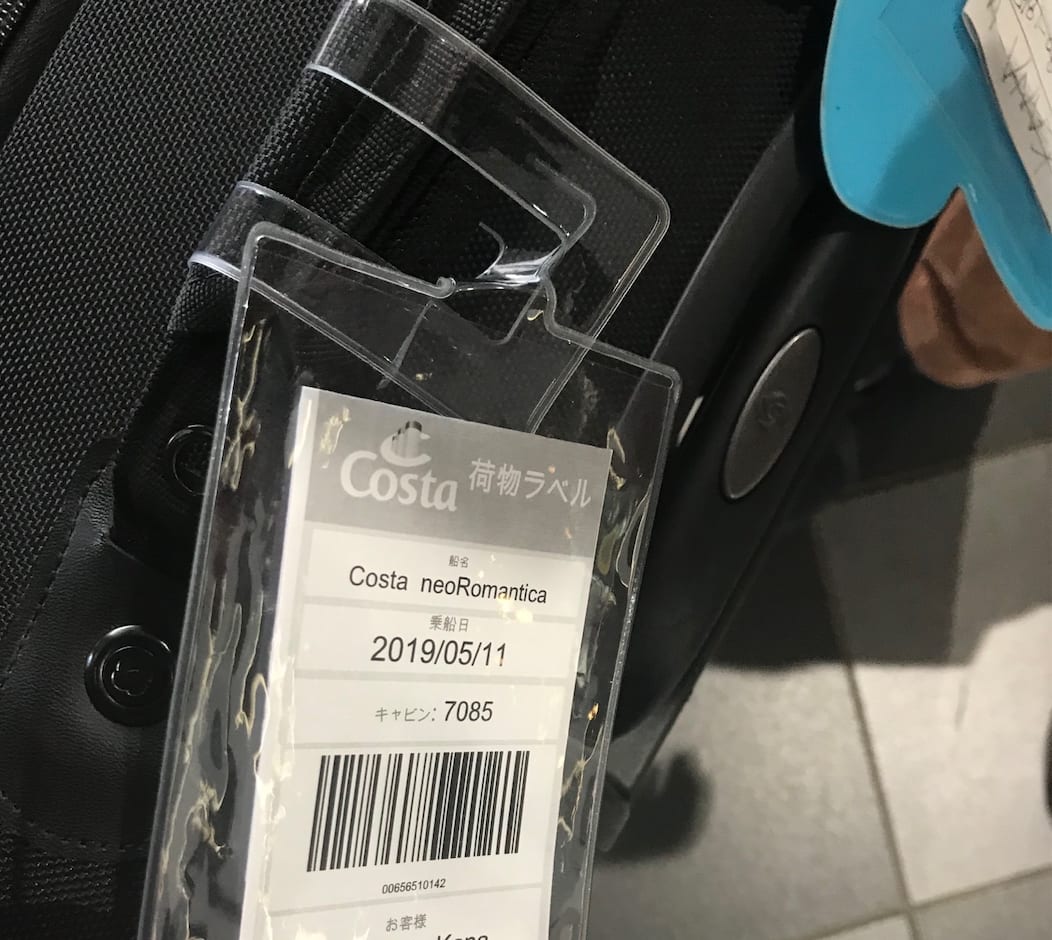 Costa 荷物ラベル
船名
Costa neoRomantica
乗船日
2019/05/11
キャビン: 7085
00656510142
お客様